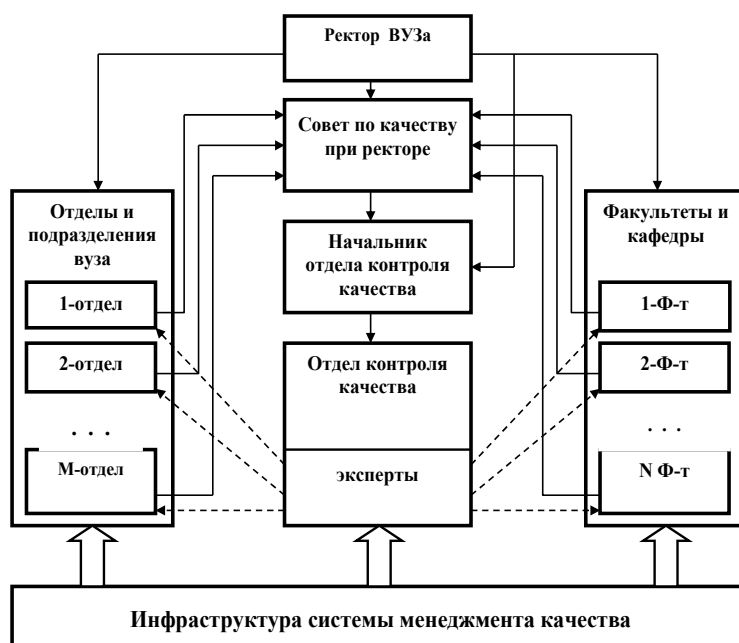 Ректор ВУЗа
Совет по качеству
при ректоре
Отделы и
подразделения
вуза
1-отдел
2-отдел
. . .
М-отдел
Начальник
отдела контроля
качества
Отдел контроля
качества
эксперты
Факультеты и
кафедры
1-Ф-т
2-Ф-т
. . .
N Ф-т
Инфраструктура системы менеджмента качества